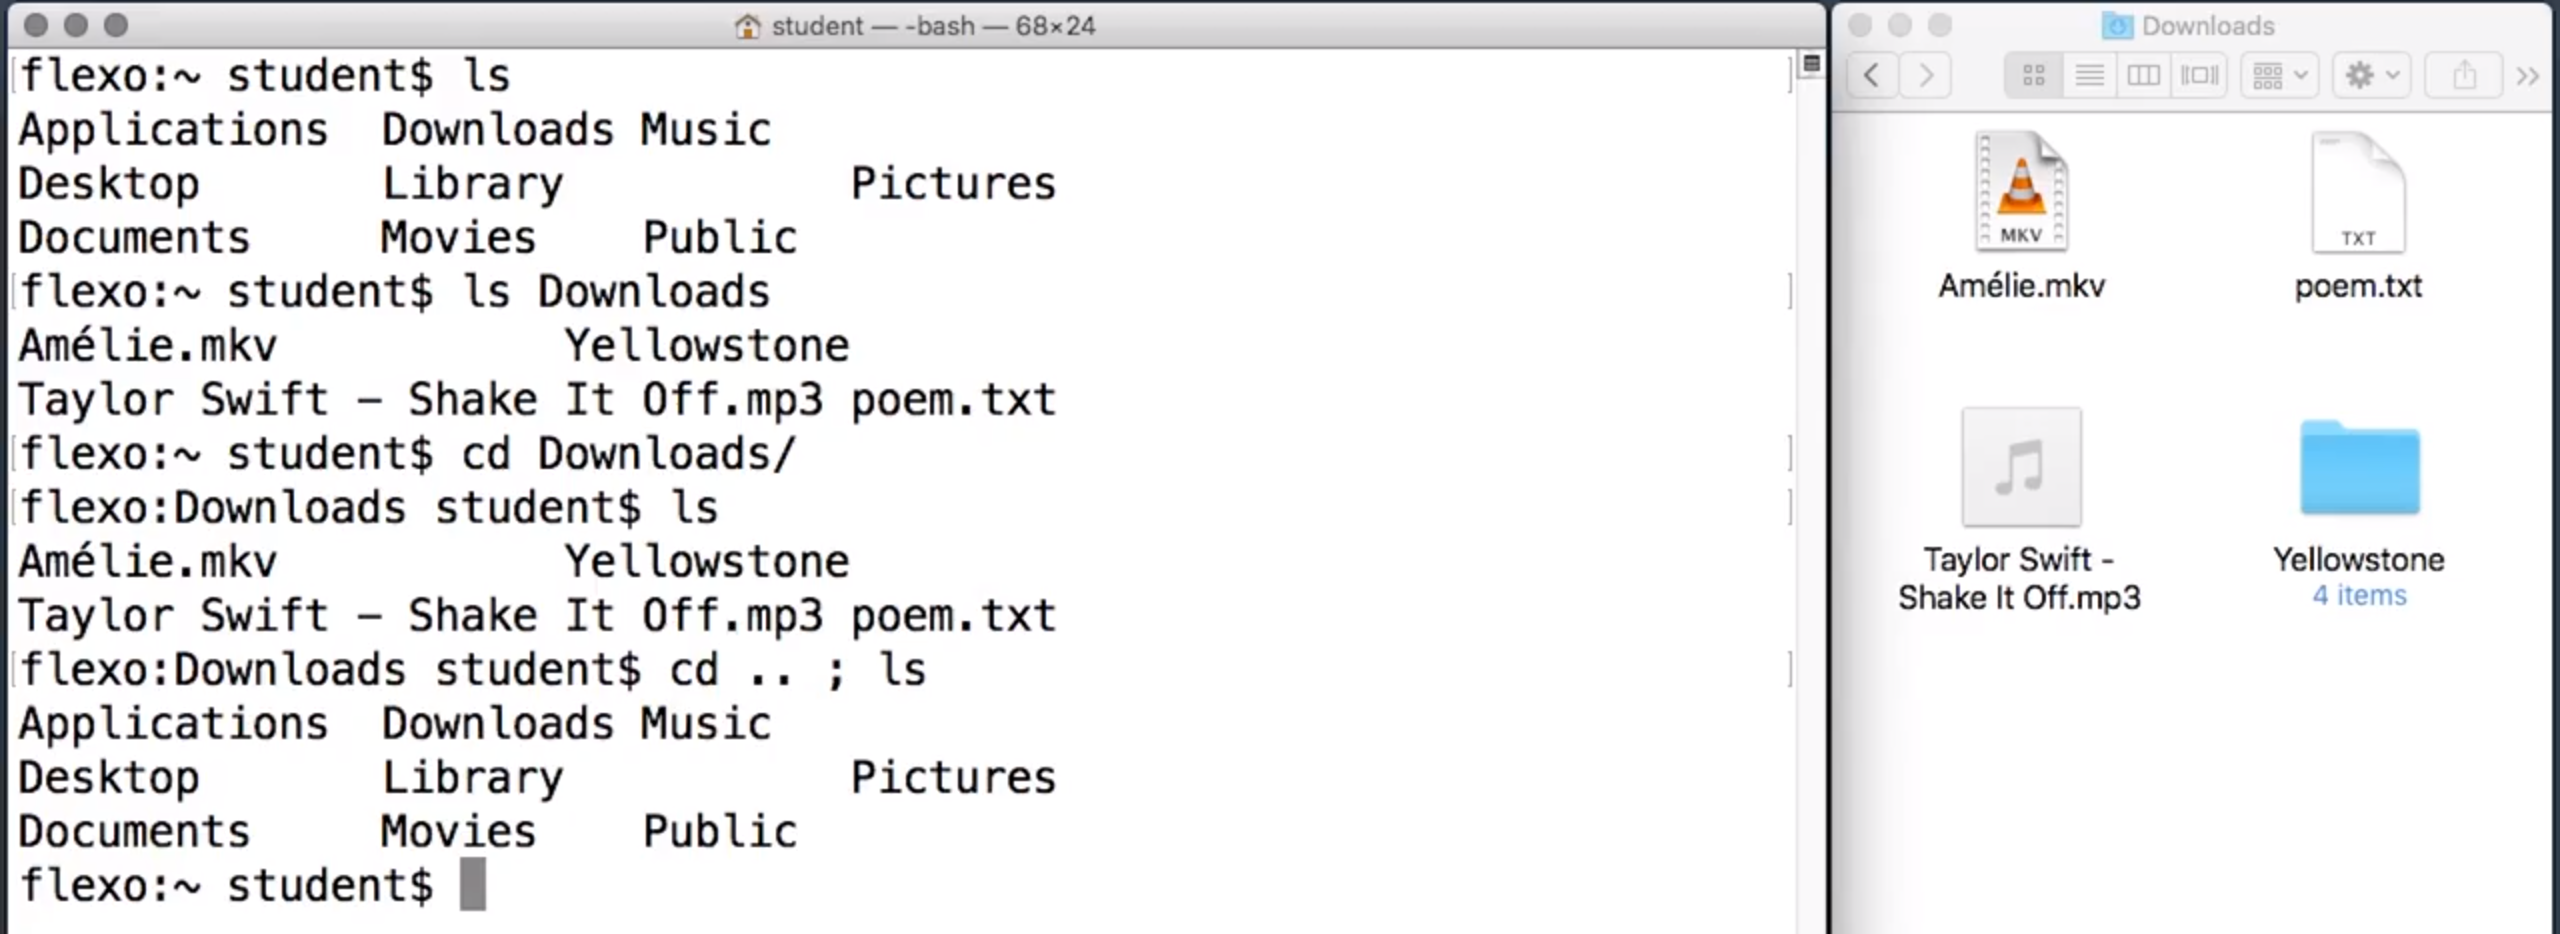 student — -bash — 68×24
flexo:~ student$ ls
Applications Downloads Music
Desktop Library Pictures
Documents Movies Public
flexo:~ student$ ls Downloads
Amélie.mkv Yellowstone
Taylor Swift - Shake It Off.mp3 poem.txt
flexo:~ student$ cd Downloads/
flexo:Downloads student$ ls
Amélie.mkv Yellowstone
Taylor Swift - Shake It Off.mp3 poem.txt
flexo:Downloads student$ cd .. ; ls
Applications Downloads Music
Desktop Library Pictures
Documents Movies Public
flexo:~ student$
Downloads
MKV
Amélie.mkv
TXT
poem.txt
Taylor Swift -
Shake It Off.mp3
Yellowstone
4 items